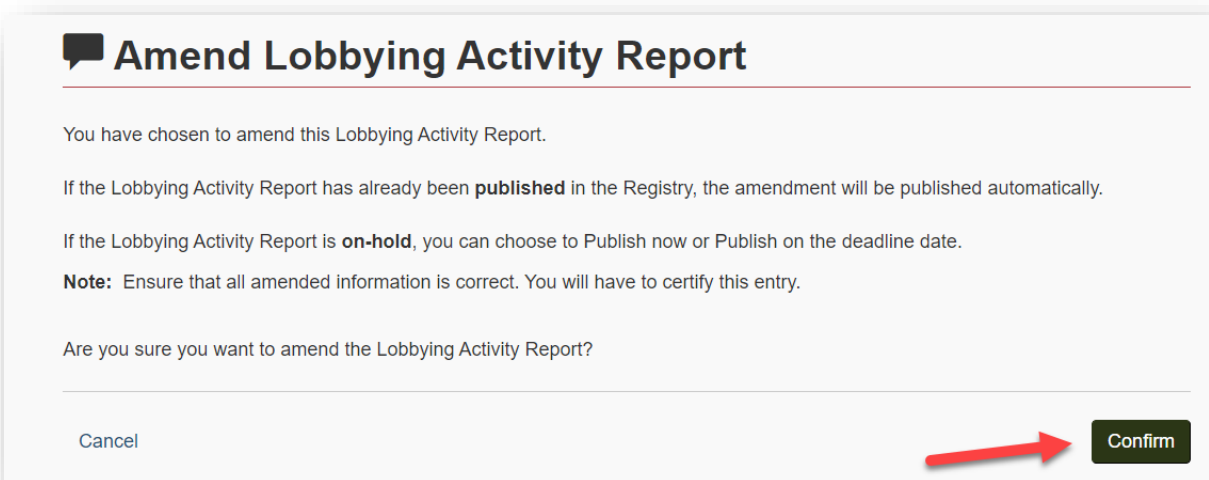 Amend Lobbying Activity Report
You have chosen to amend this Lobbying Activity Report.
If the Lobbying Activity Report has already been published in the Registry, the amendment will be published automatically.
If the Lobbying Activity Report is on-hold, you can choose to Publish now or Publish on the deadline date.
Note: Ensure that all amended information is correct. You will have to certify this entry.
Are you sure you want to amend the Lobbying Activity Report?
Cancel
Confirm